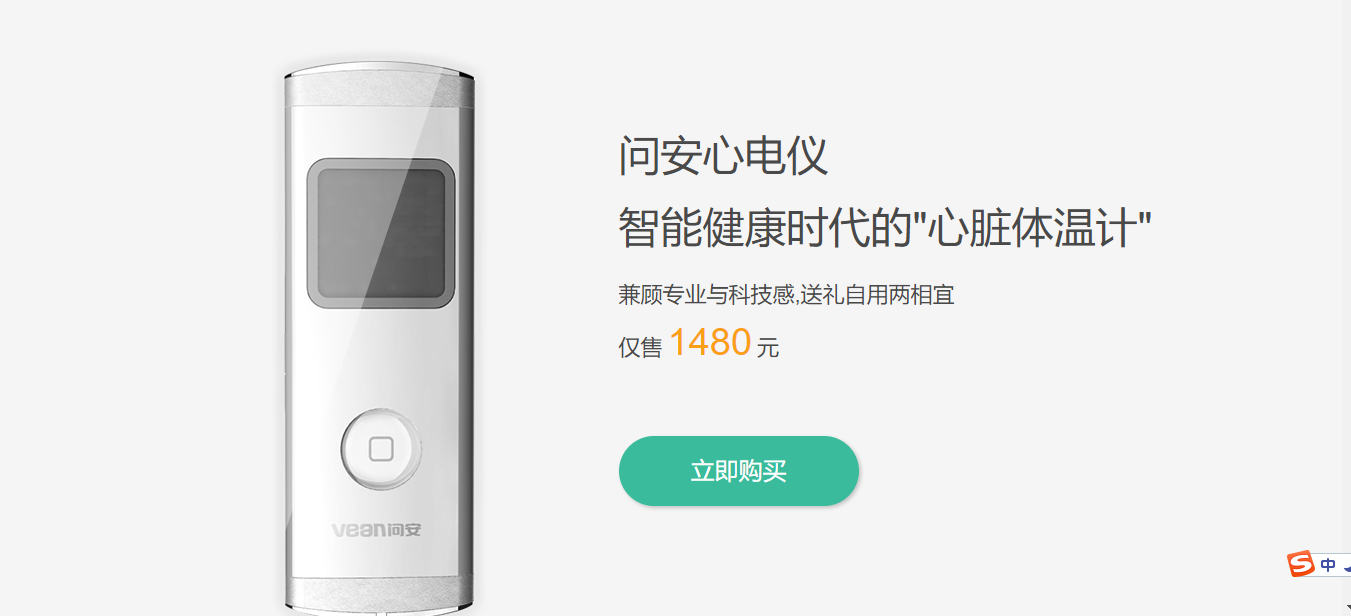 问安心电仪
智能健康时代的"心脏体温计"
兼顾专业与科技感,送礼自用两相宜
仅售 1480 元
立即购买
vean问安
S 中